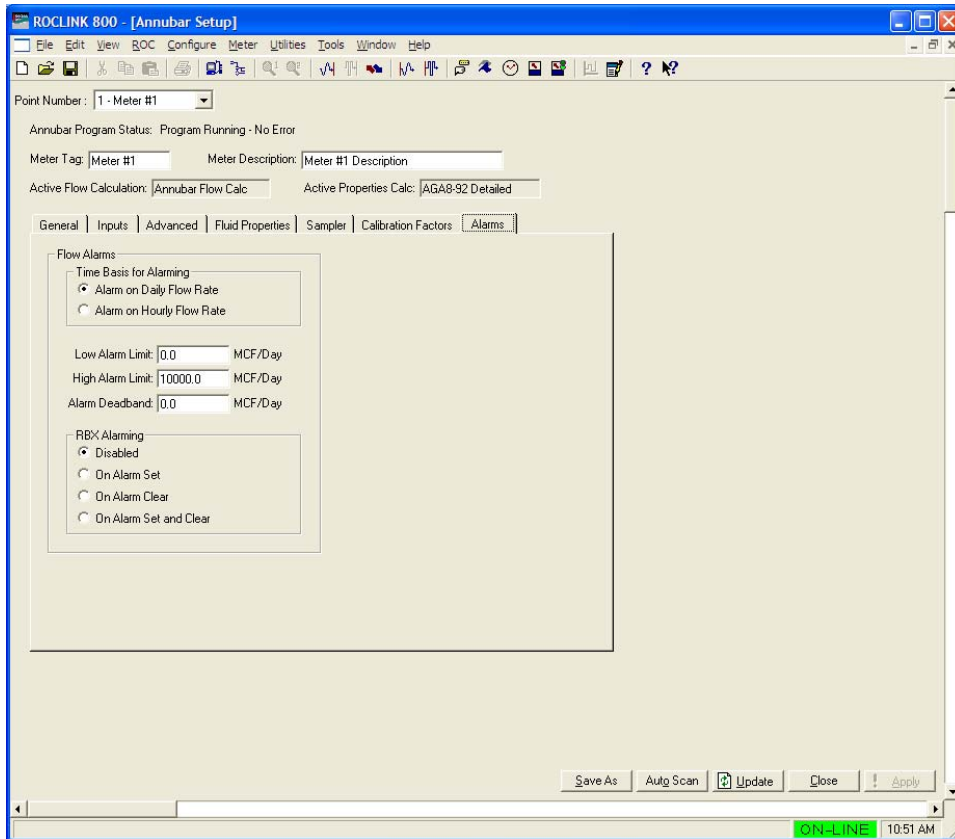 ROCLINK 800 - [Annubar Setup]
File Edit View ROC Configure Meter Utilities Tools Window Help
Point Number : 1 - Meter #1
Annubar Program Status: Program Running - No Error
Meter Tag: Meter #1 Meter Description: Meter #1 Description
Active Flow Calculation: Annubar Flow Calc Active Properties Calc: AGA8-92 Detailed
General Inputs Advanced Fluid Properties Sampler Calibration Factors Alarms
Flow Alarms
Time Basis for Alarming
Alarm on Daily Flow Rate
Alarm on Hourly Flow Rate
Low Alarm Limit: 0.0 MCF/Day
High Alarm Limit: 10000.0 MCF/Day
Alarm Deadband: 0.0 MCF/Day
RBX Alarming
Disabled
On Alarm Set
On Alarm Clear
On Alarm Set and Clear
Save As Auto Scan Update Close ! Apply
ON-LINE 10:51 AM